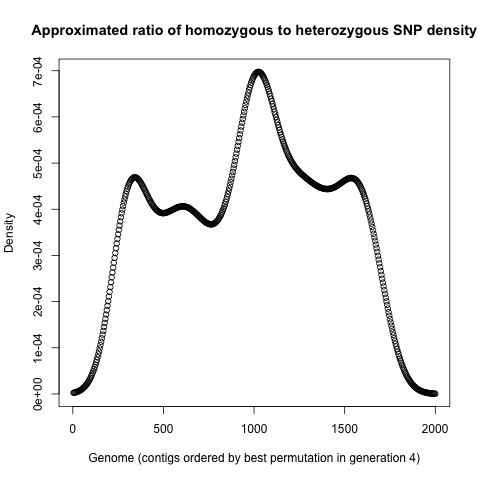 Approximated ratio of homozygous to heterozygous SNP density
7e-04
6e-04
5e-04
4e-04
3e-04
2e-04
1e-04
0e+00
Density
0 500 1000 1500 2000
Genome (contigs ordered by best permutation in generation 4)